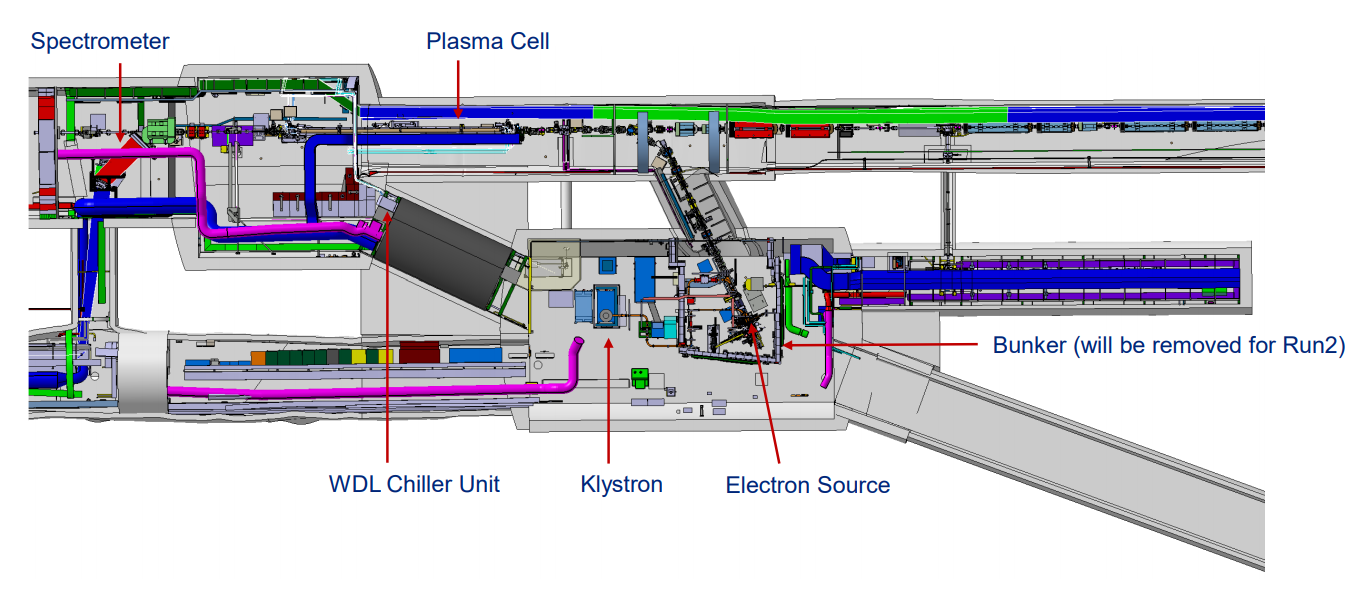 Spectrometer
Plasma Cell
Bunker (will be removed for Run2)
WDL Chiller Unit
Klystron
Electron Source